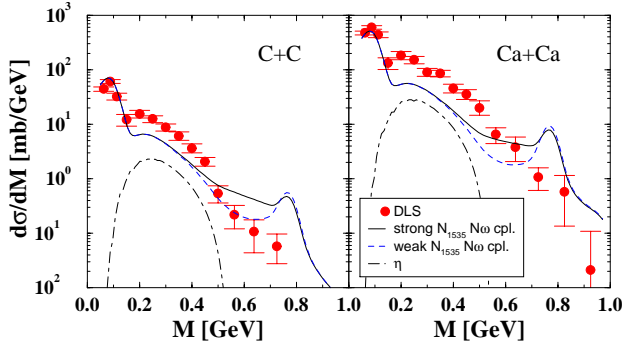 10⁴
10³
10²
10¹
10⁰
10¹
10²
dσ/dM [mb/GeV]
C+C
Ca+Ca
DLS
strong N₁₅₃₅ Nω cpl.
weak N₁₅₃₅ Nω cpl.
η
0.0 0.2 0.4 0.6 0.8 1.0 0.2 0.4 0.6 0.8 1.0
M [GeV] M [GeV]